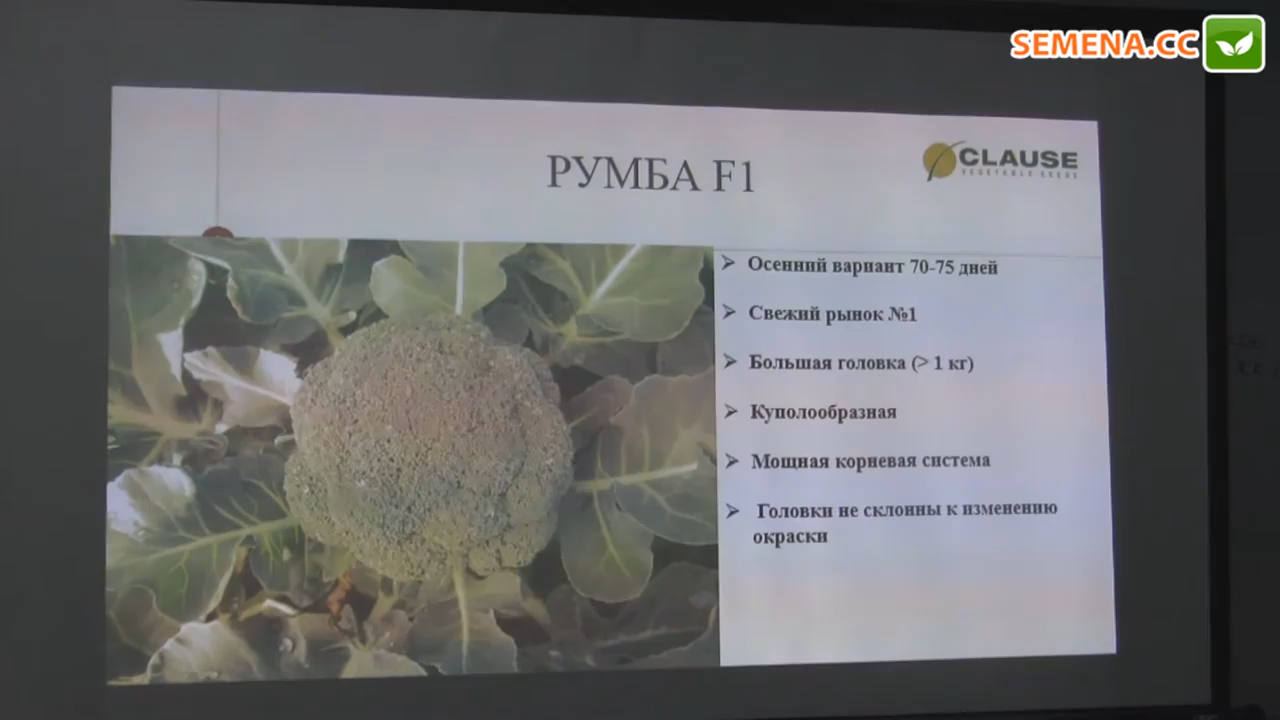 SEMENA.CC
РУМБА F1
CLAUSE
VEGETABLE SEEDS
Осенний вариант 70-75 дней
Свежий рынок №1
Большая головка (> 1 кг)
Куполообразная
Мощная корневая система
Головки не склонны к изменению
окраски